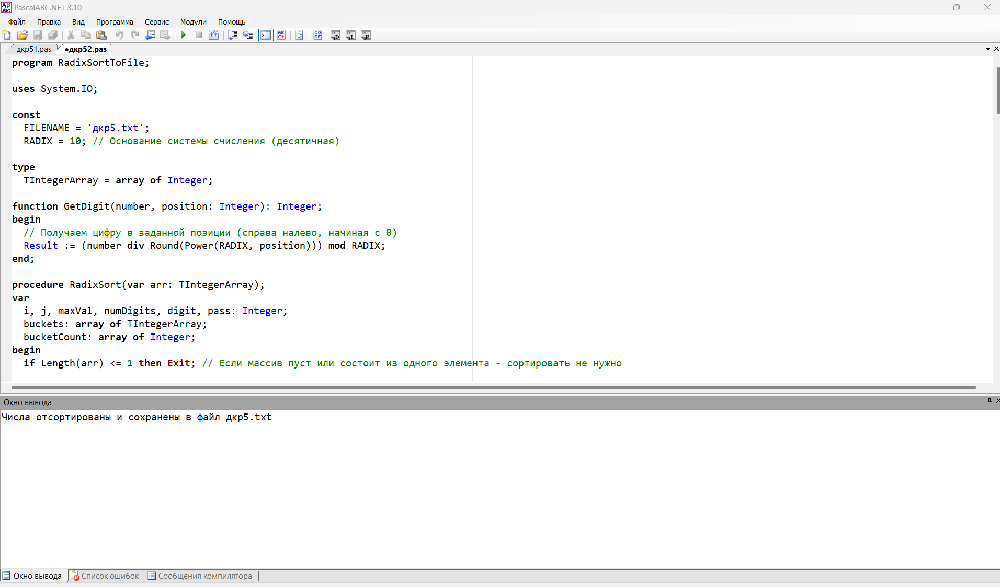 PascalABC.NET 3.10
Файл Правка Вид Программа Сервис Модули Помощь
дкр51.pas •дкр52.pas
program RadixSortToFile;
uses System.IO;
const
FILENAME = 'дкр5.txt';
RADIX = 10; // Основание системы счисления (десятичная)
type
TIntegerArray = array of Integer;
function GetDigit(number, position: Integer): Integer;
begin
// Получаем цифру в заданной позиции (справа налево, начиная с 0)
Result := (number div Round(Power(RADIX, position))) mod RADIX;
end;
procedure RadixSort(var arr: TIntegerArray);
var
i, j, maxVal, numDigits, digit, pass: Integer;
buckets: array of TIntegerArray;
bucketCount: array of Integer;
begin
if Length(arr) <= 1 then Exit; // Если массив пуст или состоит из одного элемента - сортировать не нужно
Окно вывода
Числа отсортированы и сохранены в файл дкр5.txt
Окно вывода Список ошибок Сообщения компилятора